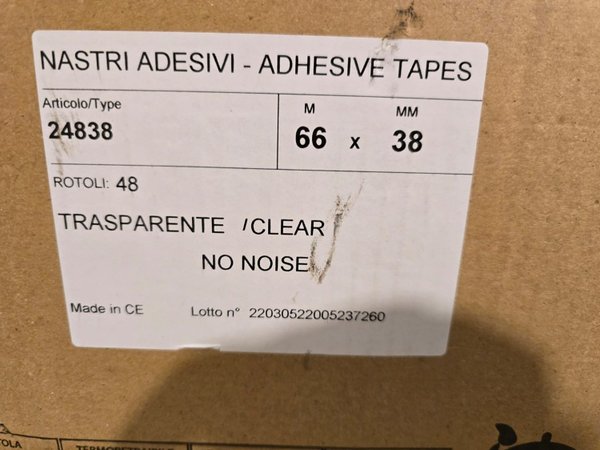 NASTRI ADESIVI - ADHESIVE TAPES
Articolo/Type
24838
M
66 x
MM
38
ROTOLI: 48
TRASPARENTE /CLEAR
NO NOISE
Made in CE
Lotto n° 22030522005237260